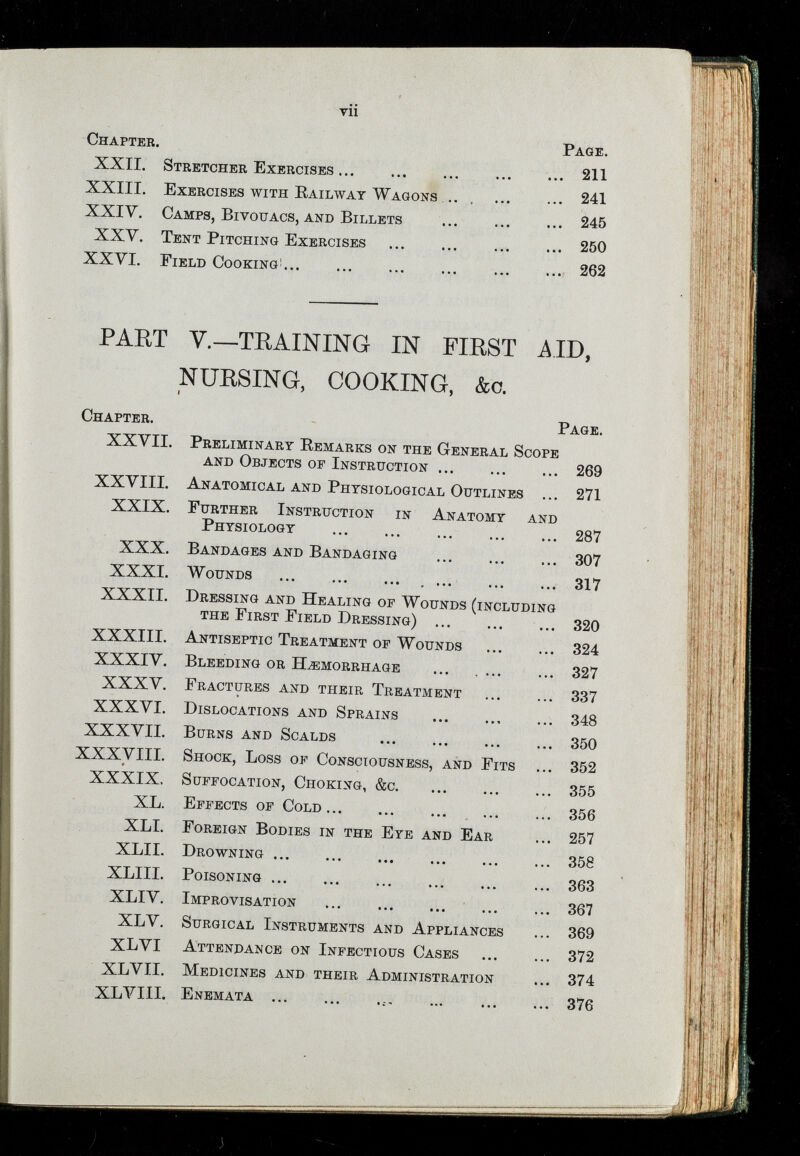 vii
CHAPTER. PAGE.
XXII. STRETCHER EXERCISES ... ... ... ... ... 211
XXIII. EXERCISES WITH RAILWAY WAGONS ... ... ... 241
XXIV. CAMPS, BIVOUACS, AND BILLETS ... ... ... 245
XXV. TENT PITCHING EXERCISES ... ... ... ... 250
XXVI. FIELD COOKING ... ... ... ... ... ... 262
PART V.—TRAINING IN FIRST AID,
NURSING, COOKING, &c.
CHAPTER. PAGE.
XXVII. PRELIMINARY REMARKS ON THE GENERAL SCOPE
AND OBJECTS OF INSTRUCTION ... ... ... 269
XXVIII. ANATOMICAL AND PHYSIOLOGICAL OUTLINES ... 271
XXIX. FURTHER INSTRUCTION IN ANATOMY AND
PHYSIOLOGY ... ... ... ... ... 287
XXX. BANDAGES AND BANDAGING ... ... ... 307
XXXI. WOUNDS ... ... ... ... ... ... 317
XXXII. DRESSING AND HEALING OF WOUNDS (INCLUDING
THE FIRST FIELD DRESSING) ... ... ... 320
XXXIII. ANTISEPTIC TREATMENT OF WOUNDS ... ... 324
XXXIV. BLEEDING OR HÆMORRHAGE ... ... ... 327
XXXV. FRACTURES AND THEIR TREATMENT ... ... 337
XXXVI. DISLOCATIONS AND SPRAINS ... ... ... 348
XXXVII. BURNS AND SCALDS ... ... ... ... 350
XXXVIII. SHOCK, LOSS OF CONSCIOUSNESS, AND FITS ... 352
XXXIX. SUFFOCATION, CHOKING, &c. ... ... ... 355
XL. EFFECTS OF COLD ... ... ... ... ... 356
XLI. FOREIGN BODIES IN THE EYE AND EAR ... 257
XLII. DROWNING ... ... ... ... ... ... 358
XLIII. POISONING ... ... ... ... ... ... 363
XLIV. IMPROVISATION ... ... ... ... ... 367
XLV. SURGICAL INSTRUMENTS AND APPLIANCES ... 369
XLVI ATTENDANCE ON INFECTIOUS CASES ... ... 372
XLVII. MEDICINES AND THEIR ADMINISTRATION ... 374
XLVIII. ENEMATA ... ... ... ... ... ... 376